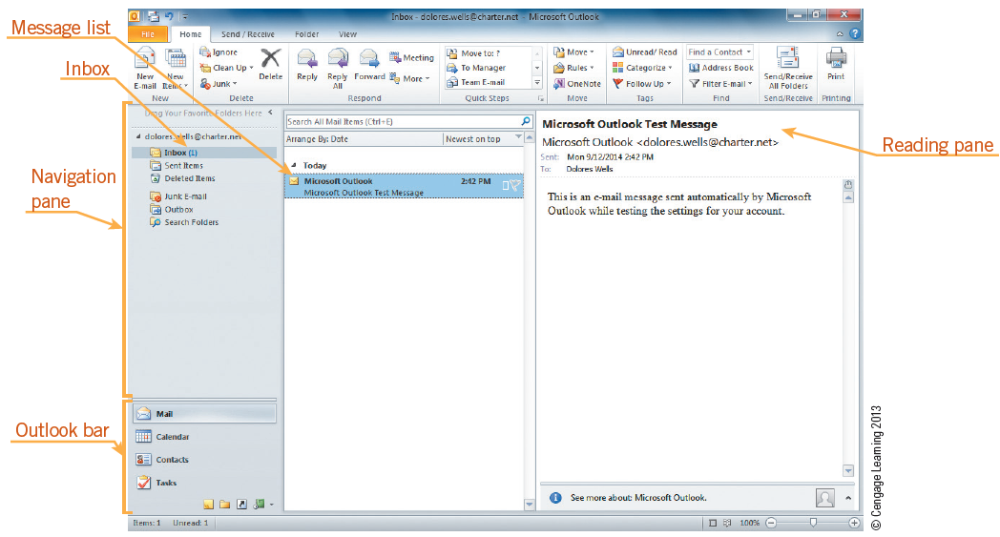 Message list
Inbox
Navigation
pane
Outlook bar
Reading pane
Inbox - dolores.wells@charter.net - Microsoft Outlook
File Home Send / Receive Folder View
New
E-mail
New
Items
New
Ignore
Clean Up
Junk
Delete
Delete
Reply
Reply
All
Forward
Meeting
More
Respond
Move to: ?
To Manager
Team E-mail
Quick Steps
Move
Rules
OneNote
Move
Unread/ Read
Categorize
Follow Up
Tags
Find a Contact
Address Book
Filter E-mail
Find
Send/Receive
All Folders
Send/Receive
Print
Printing
Drag Your Favorite Folders Here
dolores.wells@charter.net
Inbox (1)
Sent Items
Deleted Items
Junk E-mail
Outbox
Search Folders
Mail
Calendar
Contacts
Tasks
Search All Mail Items (Ctrl+E)
Arrange By: Date Newest on top
Today
Microsoft Outlook 2:42 PM
Microsoft Outlook Test Message
Microsoft Outlook Test Message
Microsoft Outlook <dolores.wells@charter.net>
Sent: Mon 9/12/2014 2:42 PM
To: Dolores Wells
This is an e-mail message sent automatically by Microsoft
Outlook while testing the settings for your account.
See more about: Microsoft Outlook.
Items: 1 Unread: 1
100%
© Cengage Learning 2013